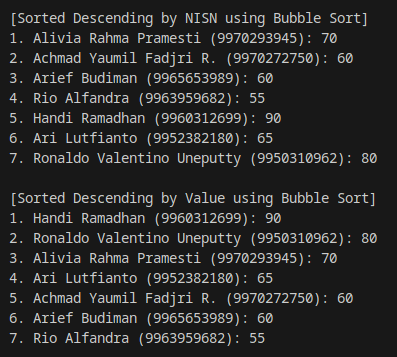 [Sorted Descending by NISN using Bubble Sort]
1. Alivia Rahma Pramesti (9970293945): 70
2. Achmad Yaumil Fadjri R. (9970272750): 60
3. Arief Budiman (9965653989): 60
4. Rio Alfandra (9963959682): 55
5. Handi Ramadhan (9960312699): 90
6. Ari Lutfianto (9952382180): 65
7. Ronaldo Valentino Uneputty (9950310962): 80

[Sorted Descending by Value using Bubble Sort]
1. Handi Ramadhan (9960312699): 90
2. Ronaldo Valentino Uneputty (9950310962): 80
3. Alivia Rahma Pramesti (9970293945): 70
4. Ari Lutfianto (9952382180): 65
5. Achmad Yaumil Fadjri R. (9970272750): 60
6. Arief Budiman (9965653989): 60
7. Rio Alfandra (9963959682): 55